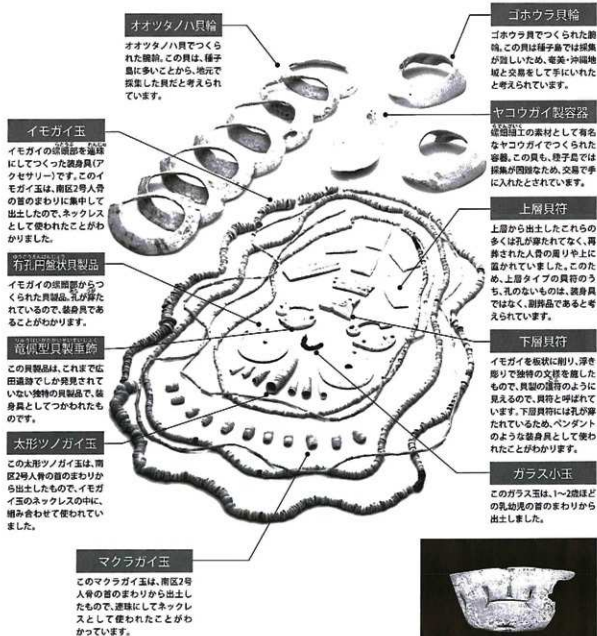 オオツタノハ貝輪
オオツタノハ貝でつくられ
た腕輪。この貝は、種子
島に多いことから、地元で
採集した貝だと考えられ
ています。
イモガイ玉
イモガイの螺頭部を連珠
にしてつくった装身具(ア
クセサリー)です。このイ
モガイ玉は、南区2号人骨
の首のまわりに集中して
出土したので、ネックレス
として使われたことがわ
かりました。
ゆうこうえんばんじょう
有孔円盤状貝製品
イモガイの螺頭部からつ
くられた貝製品。孔が穿た
れているので、装身具であ
ることがわかります。
竜佩型貝製垂飾
この貝製品は、これまで広
田遺跡でしか発見されて
いない独特の貝製品で、装
身具としてつかわれたも
のです。
太形ツノガイ玉
この太形ツノガイ玉は、南
区2号人骨の首のまわりか
ら出土したもので、イモガ
イ玉のネックレスの中に、
組み合わせて使われてい
ました。
マクラガイ玉
このマクラガイ玉は、南区2号
人骨の首のまわりから出土し
たもので、連珠にしてネックレ
スとして使われたことがわ
かっています。
ゴホウラ貝輪
ゴホウラ貝でつくられた腕
輪。この貝は種子島では採集
が難しいため、奄美・沖縄地
域と交易をして手にいれた
と考えられています。
ヤコウガイ製容器
らでんざいく
螺鈿細工の素材として有名
なヤコウガイでつくられた
容器。この貝も、種子島では
採集が困難なため、交易で手
に入れたとされています。
上層貝符
上層から出土したこれらの
多くは孔が穿たれてなく、再
葬された人骨の周りや上に
置かれていました。このた
め、上層タイプの貝符のう
ち、孔のないものは、装身具
ではなく、副葬品であると考
えられています。
下層貝符
イモガイを板状に削り、浮き
彫りで独特の文様を施した
もので、貝製の護符のように
見えるので、貝符と呼ばれて
います。下層貝符には孔が穿
たれているため、ペンダント
のような装身具として使わ
れたことがわかります。
ガラス小玉
このガラス玉は、1～2歳ほど
の乳幼児の首のまわりから
出土しました。